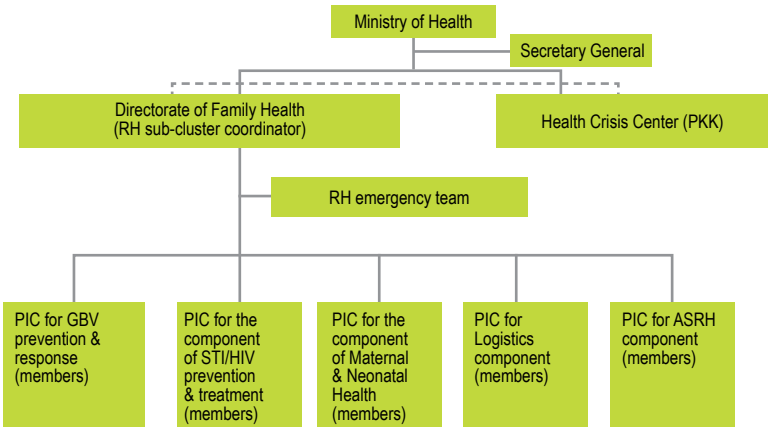 Ministry of Health
Secretary General
Directorate of Family Health
(RH sub-cluster coordinator)
Health Crisis Center (PKK)
RH emergency team
PIC for GBV
prevention &
response
(members)
PIC for the
component
of STI/HIV
prevention
& treatment
(members)
PIC for the
component
of Maternal
& Neonatal
Health
(members)
PIC for
Logistics
component
(members)
PIC for ASRH
component
(members)